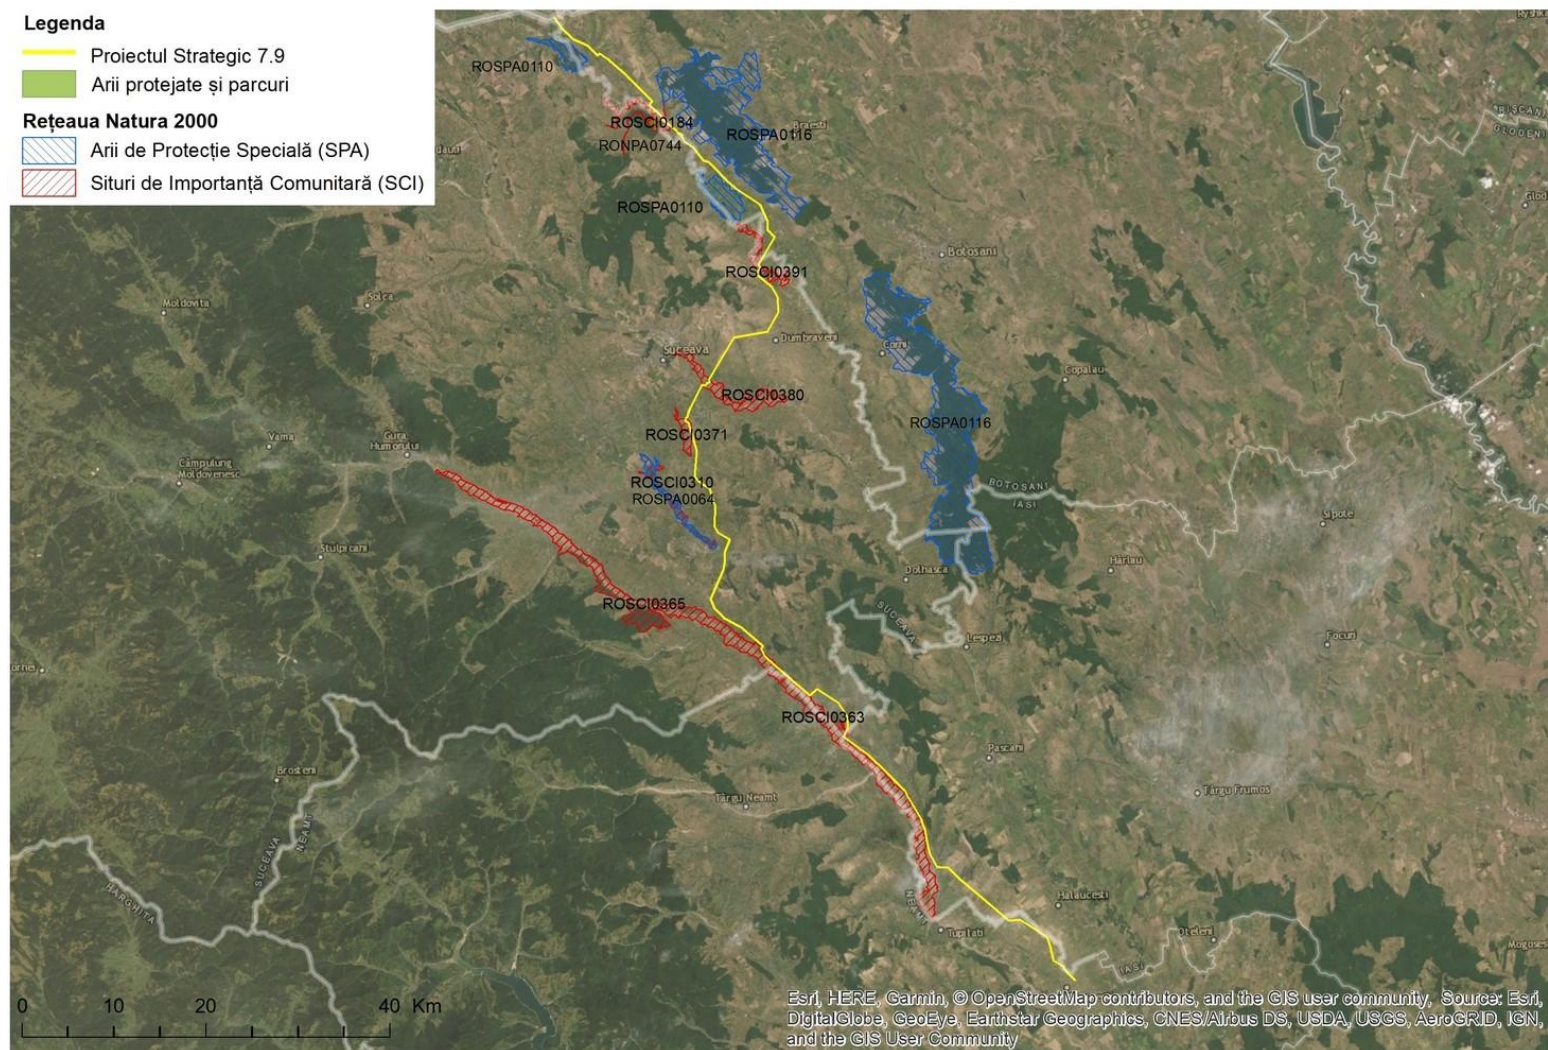 Legenda
Proiectul Strategic 7.9
Arii protejate și parcuri
Rețeaua Natura 2000
Arii de Protecție Specială (SPA)
Situri de Importanță Comunitară (SCI)
ROSPA0110
ROSCI0184
ROSPA0116
RONPA0744
ROSPA0110
Botosani
ROSCI0391
Moldovita
Solca
Suceava
Dumbraveni
Copalau
ROSCI0380
ROSPA0116
ROSCI0371
Gura
Humorului
Vama
Câmpulung
Moldovenesc
ROSCI0310
ROSPA0064
BOTOSANI
IASI
Sipote
Stulpicani
Dolhasca
Hârlau
ROSCI0365
SUCEAVA
Lespezi
Focuri
ROSCI0363
Pascani
Brosteni
Târgu Neamt
Târgu Frumos
SUCEAVA
NEAMT
HARGHITA
NEAMT
Halaucesti
Tupilati
Oteleni
IASI
0 10 20 40 Km
Esri, HERE, Garmin, © OpenStreetMap contributors, and the GIS user community, Source: Esri,
DigitalGlobe, GeoEye, Earthstar Geographics, CNES/Airbus DS, USDA, USGS, AeroGRID, IGN,
and the GIS User Community